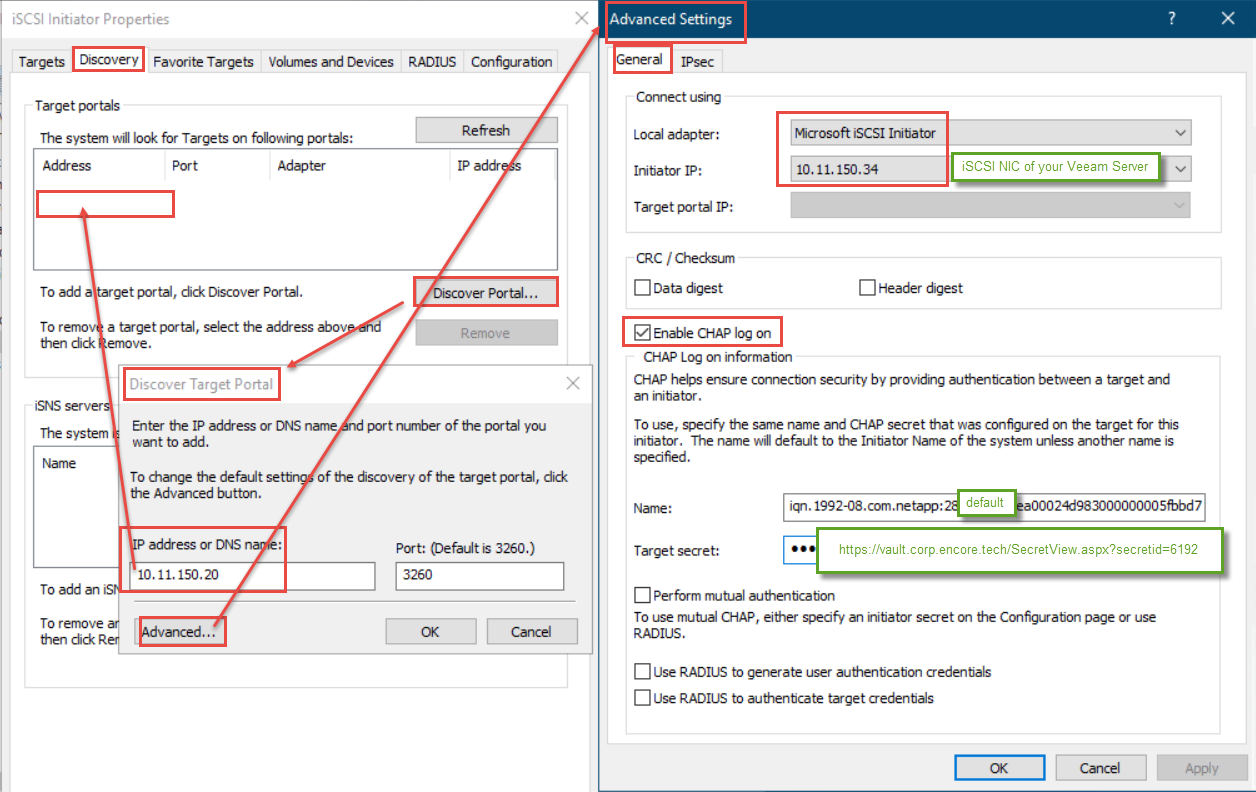 iSCSI Initiator Properties
Targets
Discovery
Favorite Targets
Volumes and Devices
RADIUS
Configuration
Target portals
The system will look for Targets on following portals:
Refresh
Address
Port
Adapter
IP address
To add a target portal, click Discover Portal.
Discover Portal...
To remove a target portal, select the address above and
then click Remove.
Remove
iSNS servers
The system is
Name
To add an iSN
To remove an
then click Rem
Discover Target Portal
Enter the IP address or DNS name and port number of the portal you
want to add.
To change the default settings of the discovery of the target portal, click
the Advanced button.
IP address or DNS name:
Port: (Default is 3260.)
10.11.150.20
3260
Advanced...
OK
Cancel
Advanced Settings
?
General
IPsec
Connect using
Local adapter:
Microsoft iSCSI Initiator
Initiator IP:
10.11.150.34
iSCSI NIC of your Veeam Server
Target portal IP:
CRC / Checksum
Data digest
Header digest
Enable CHAP log on
CHAP Log on information
CHAP helps ensure connection security by providing authentication between a target and
an initiator.
To use, specify the same name and CHAP secret that was configured on the target for this
initiator.  The name will default to the Initiator Name of the system unless another name is
specified.
Name:
iqn.1992-08.com.netapp:28
default
ea00024d983000000005fbbd7
Target secret:
•••
https://vault.corp.encore.tech/SecretView.aspx?secretid=6192
Perform mutual authentication
To use mutual CHAP, either specify an initiator secret on the Configuration page or use
RADIUS.
Use RADIUS to generate user authentication credentials
Use RADIUS to authenticate target credentials
OK
Cancel
Apply